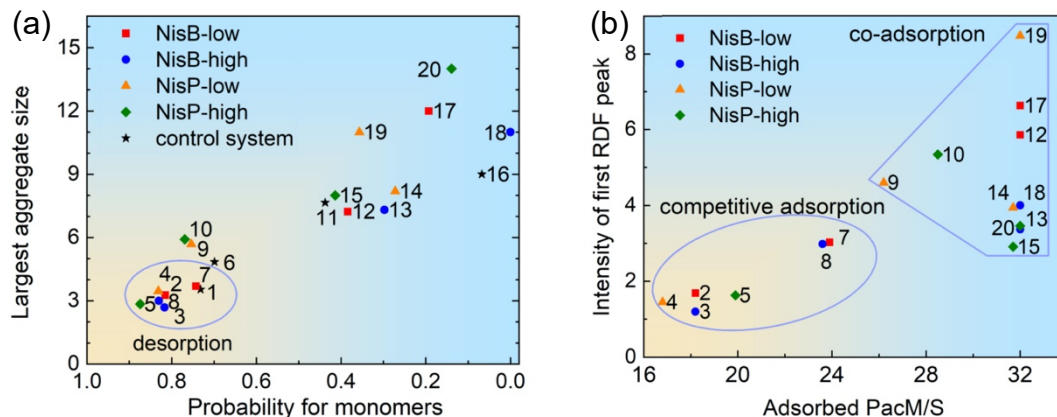 (a)
NisB-low
NisB-high
NisP-low
NisP-high
control system
15
12
9
6
3
0
Largest aggregate size
20
17
18
19
16
15
14
11
12
13
10
9
6
4
2
7
1
5
8
3
desorption
1.0 0.8 0.6 0.4 0.2 0.0
Probability for monomers
(b)
NisB-low
NisB-high
NisP-low
NisP-high
co-adsorption
8
6
4
2
0
Intensity of first RDF peak
19
17
12
10
9
14
18
13
20
15
competitive adsorption
7
8
2
4
3
5
16 20 24 28 32
Adsorbed PacM/S